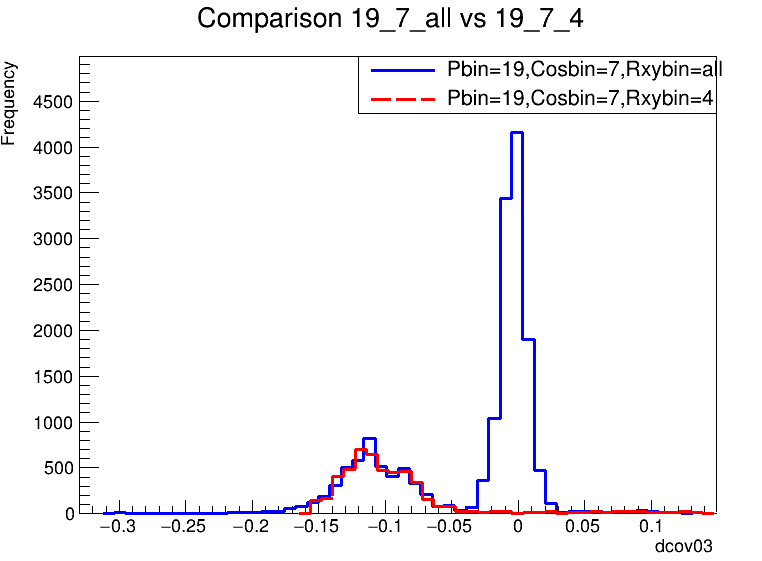 Comparison 19_7_all vs 19_7_4
Frequency
Pbin=19,Cosbin=7,Rxybin=all
Pbin=19,Cosbin=7,Rxybin=4
4500
4000
3500
3000
2500
2000
1500
1000
500
0
−0.3 −0.25 −0.2 −0.15 −0.1 −0.05 0 0.05 0.1
dcov03